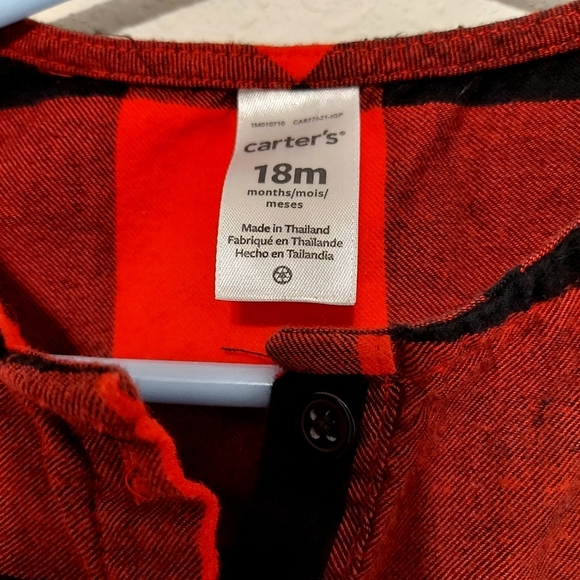 carter's®
18m
months/mois/
meses
Made in Thailand
Fabriqué en Thaïlande
Hecho en Tailandia